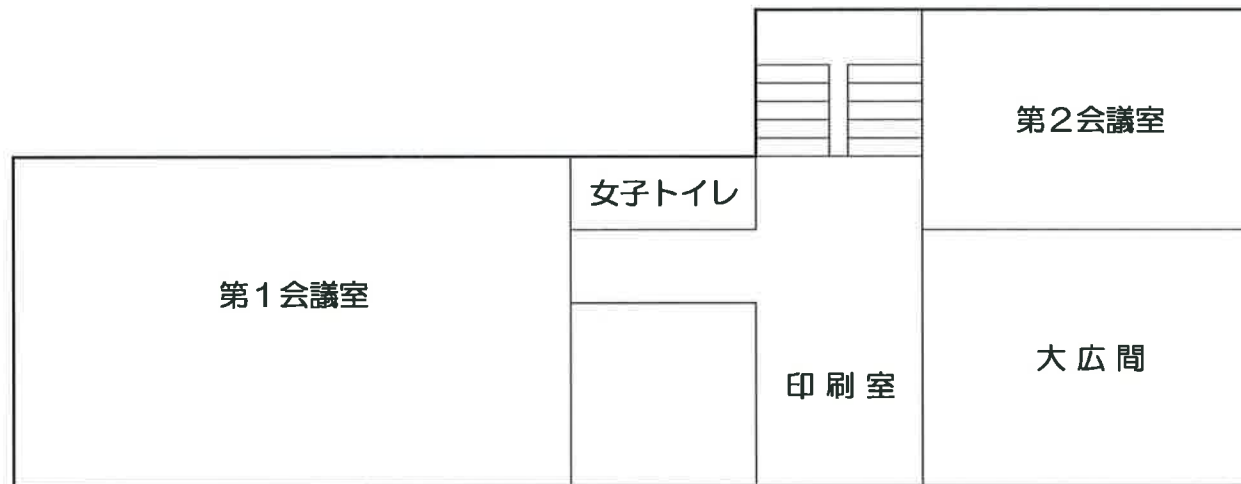 第2会議室
女子トイレ
第1会議室
大広間
印刷室